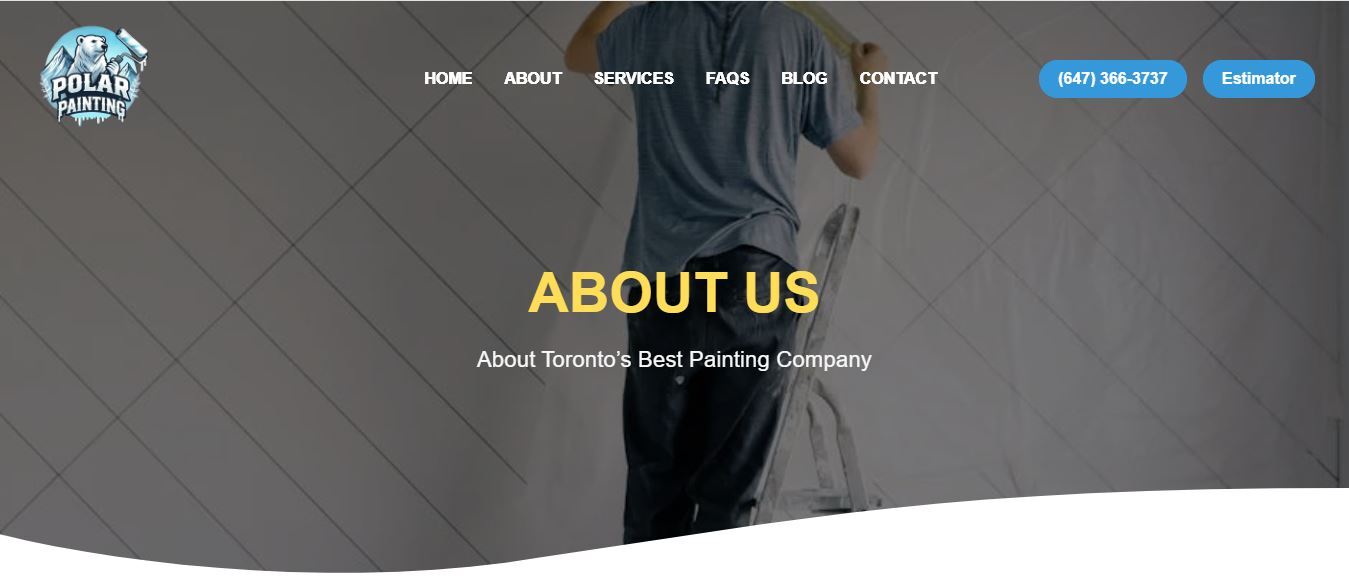 POLAR
PAINTING
HOME ABOUT SERVICES FAQS BLOG CONTACT (647) 366-3737 Estimator
ABOUT US
About Toronto’s Best Painting Company